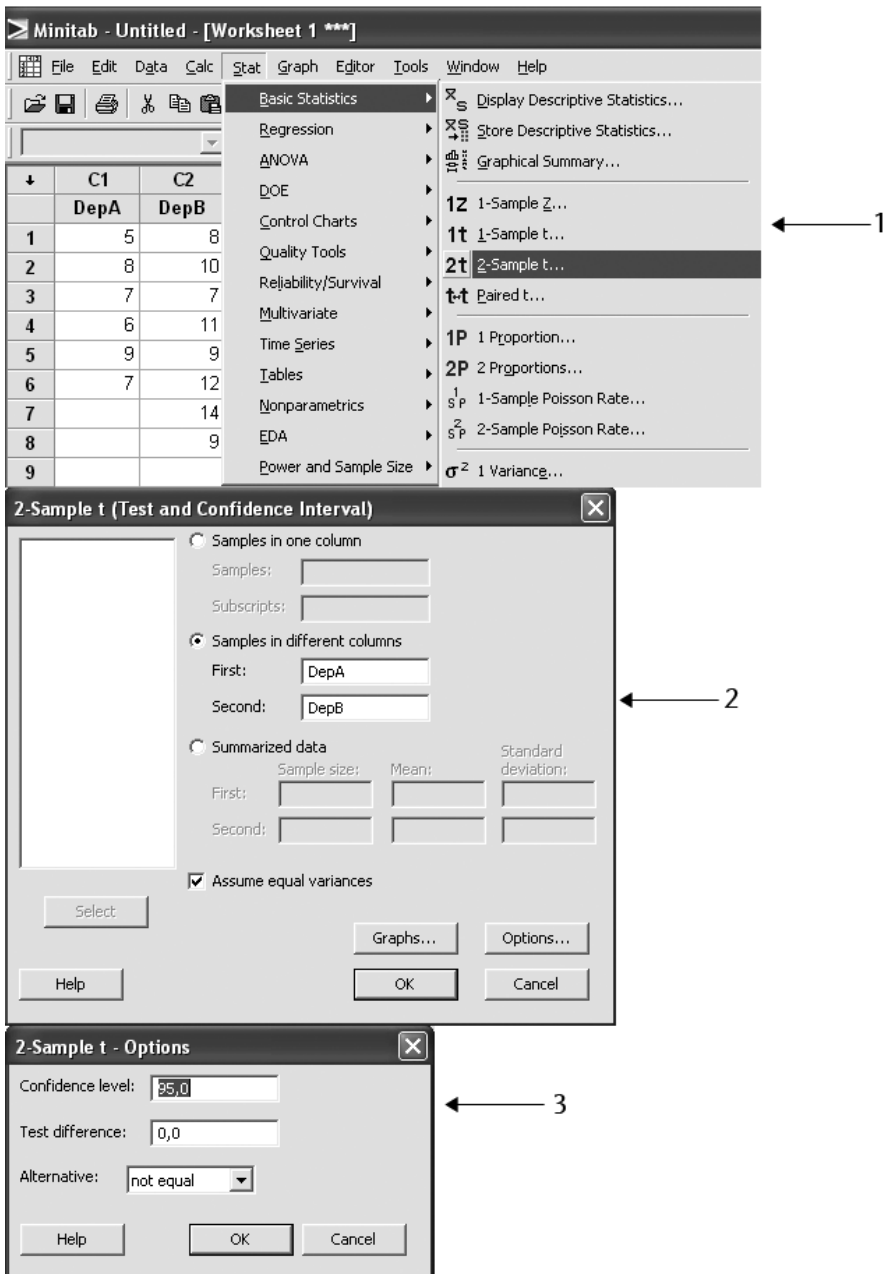 Minitab - Untitled - [Worksheet 1 ***]
File Edit Data Calc Stat Graph Editor Tools Window Help
Basic Statistics
Regression
ANOVA
DOE
Control Charts
Quality Tools
Reliability/Survival
Multivariate
Time Series
Tables
Nonparametrics
EDA
Power and Sample Size
Display Descriptive Statistics...
Store Descriptive Statistics...
Graphical Summary...
1Z 1-Sample Z...
1t 1-Sample t...
2t 2-Sample t...
t-t Paired t...
1P 1 Proportion...
2P 2 Proportions...
1-Sample Poisson Rate...
2-Sample Poisson Rate...
σ² 1 Variance...
1
C1 C2
DepA DepB
1 5 8
2 8 10
3 7 7
4 6 11
5 9 9
6 7 12
7 14
8 9
9
2-Sample t (Test and Confidence Interval)
Samples in one column
Samples:
Subscripts:
Samples in different columns
First: DepA
Second: DepB
Summarized data
Sample size: Mean: Standard
deviation:
First:
Second:
Assume equal variances
Select
Graphs... Options...
Help OK Cancel
2
2-Sample t - Options
Confidence level: 95,0
Test difference: 0,0
Alternative: not equal
Help OK Cancel
3